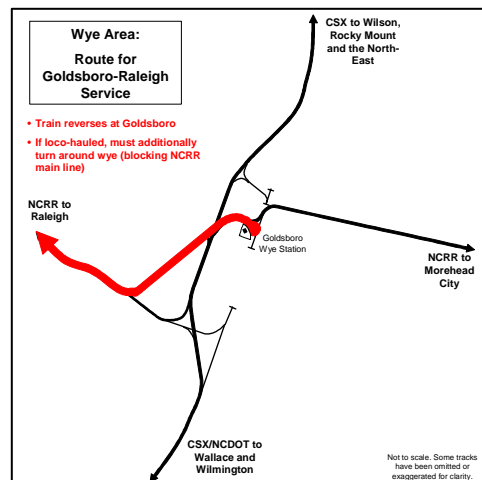 Wye Area:
Route for
Goldsboro-Raleigh
Service
CSX to Wilson,
Rocky Mount
and the North-
East
• Train reverses at Goldsboro
• If loco-hauled, must additionally
turn around wye (blocking NCRR
main line)
NCRR to
Raleigh
Goldsboro
Wye Station
NCRR to
Morehead
City
CSX/NCDOT to
Wallace and
Wilmington
Not to scale. Some tracks
have been omitted or
exaggerated for clarity.